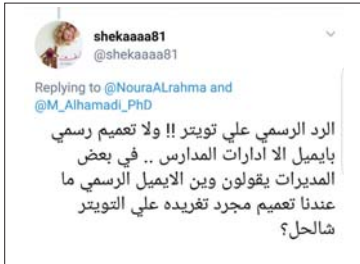 shekaaaa81
@shekaaaa81
Replying to @NouraALrahma and
@M_Alhamadi_PhD
الرد الرسمي علي تويتر !! ولا تعميم رسمي
بايميل الا ادارات المدارس .. في بعض
المديرات يقولون وين الايميل الرسمي ما
عندنا تعميم مجرد تغريده علي التويتر
شالحل؟